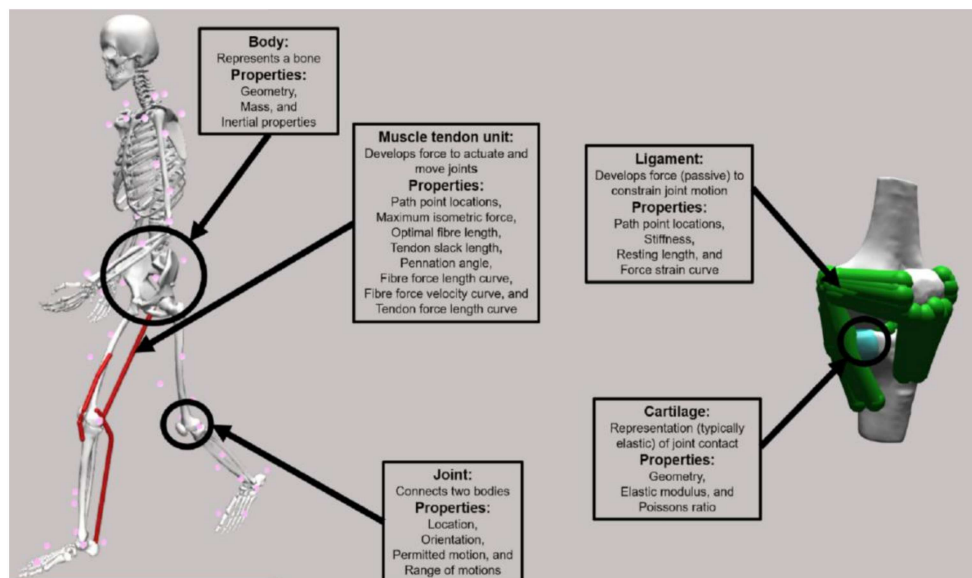 Body:
Represents a bone
Properties:
Geometry,
Mass, and
Inertial properties
Muscle tendon unit:
Develops force to actuate and
move joints
Properties:
Path point locations,
Maximum isometric force,
Optimal fibre length,
Tendon slack length,
Pennation angle,
Fibre force length curve,
Fibre force velocity curve, and
Tendon force length curve
Joint:
Connects two bodies
Properties:
Location,
Orientation,
Permitted motion, and
Range of motions
Ligament:
Develops force (passive) to
constrain joint motion
Properties:
Path point locations,
Stiffness,
Resting length, and
Force strain curve
Cartilage:
Representation (typically
elastic) of joint contact
Properties:
Geometry,
Elastic modulus, and
Poissons ratio